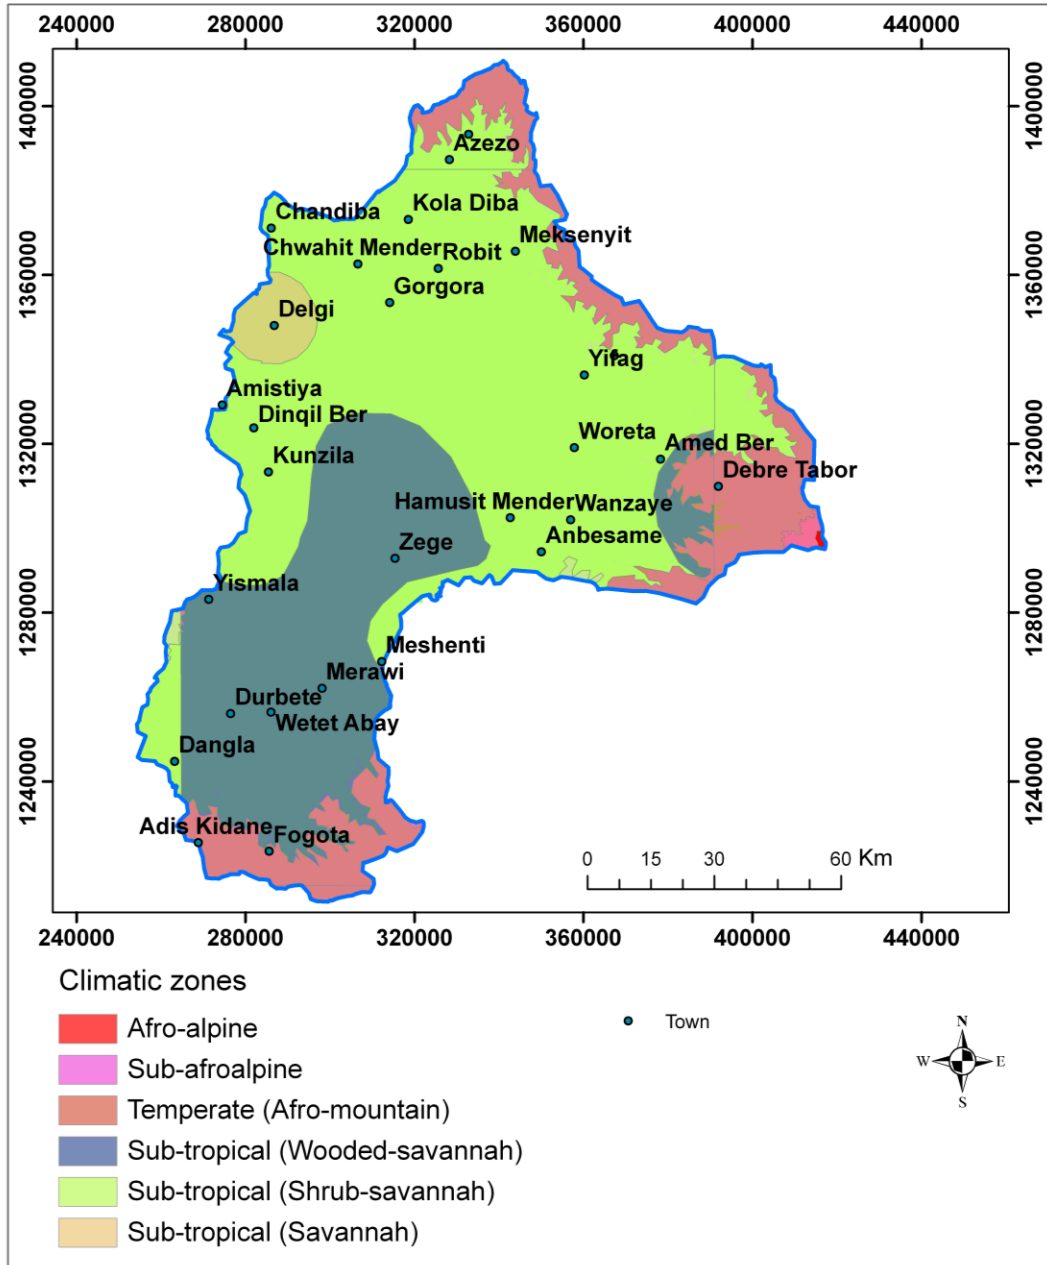 240000 280000 320000 360000 400000 440000
1400000 1400000
Azezo
Chandiba
Kola Diba
Chwahit Mender
Robit
Meksenyit
1360000 1360000
Gorgora
Delgi
Yifag
Amistiya
Dinqil Ber
Woreta
Amed Ber
1320000 1320000
Kunzila
Debre Tabor
Hamusit Mender
Wanzaye
Zege
Anbesame
Yismala
1280000 1280000
Meshenti
Merawi
Durbete
Wetet Abay
Dangla
1240000 1240000
Adis Kidane
Fogota
0 15 30 60 Km
240000 280000 320000 360000 400000 440000
Climatic zones
Afro-alpine
Sub-afroalpine
Temperate (Afro-mountain)
Sub-tropical (Wooded-savannah)
Sub-tropical (Shrub-savannah)
Sub-tropical (Savannah)
Town
N
W E
S